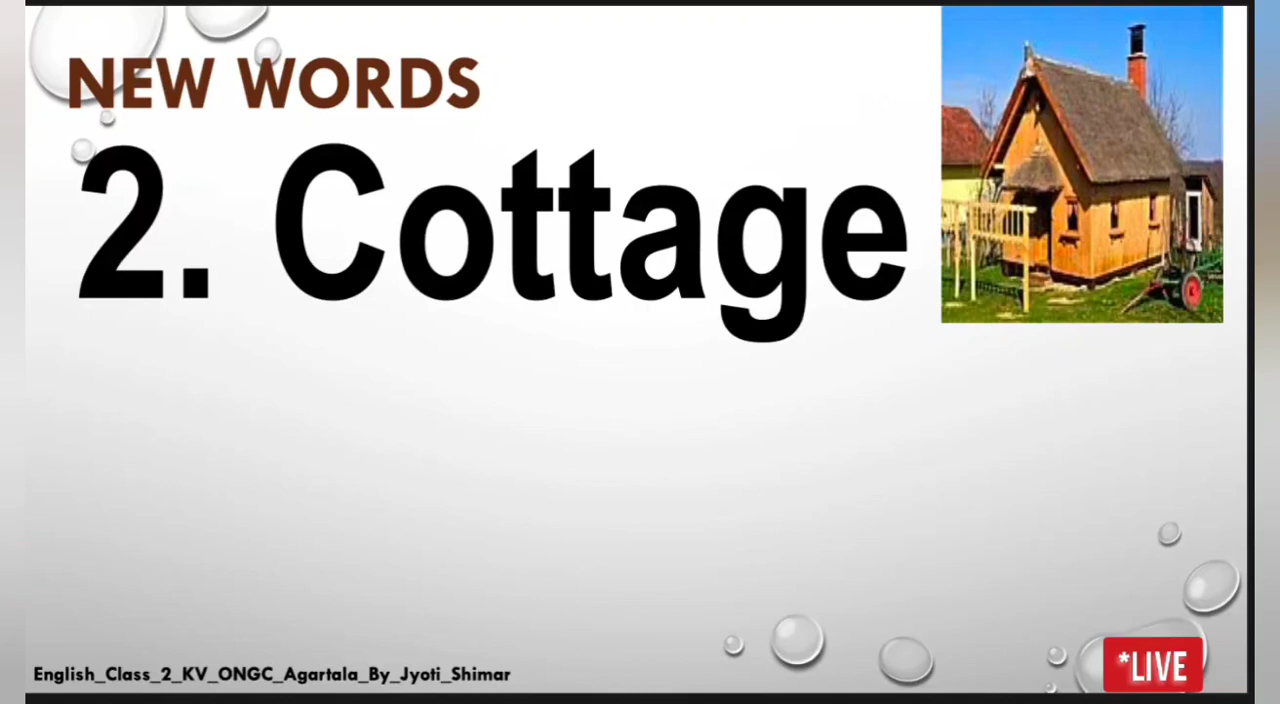 NEW WORDS
2. Cottage
English_Class_2_KV_ONGC_Agartala_By_Jyoti_Shimar
*LIVE